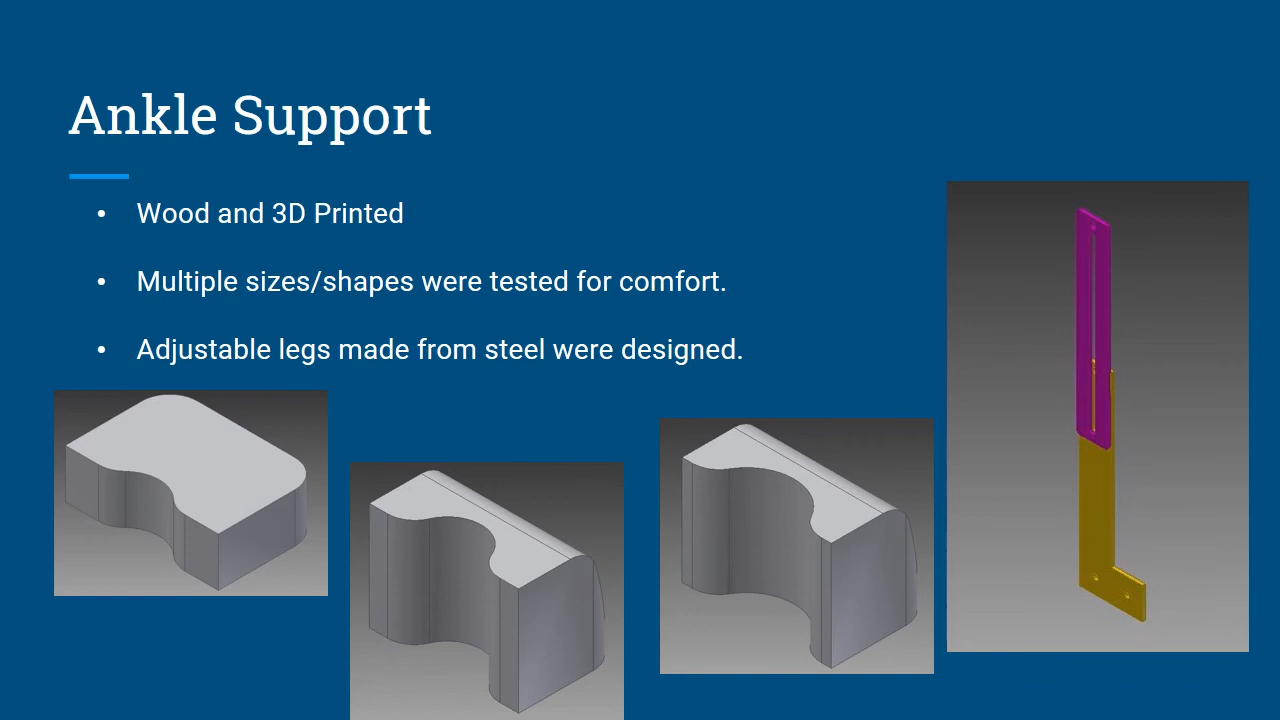 Ankle Support
• Wood and 3D Printed
• Multiple sizes/shapes were tested for comfort.
• Adjustable legs made from steel were designed.